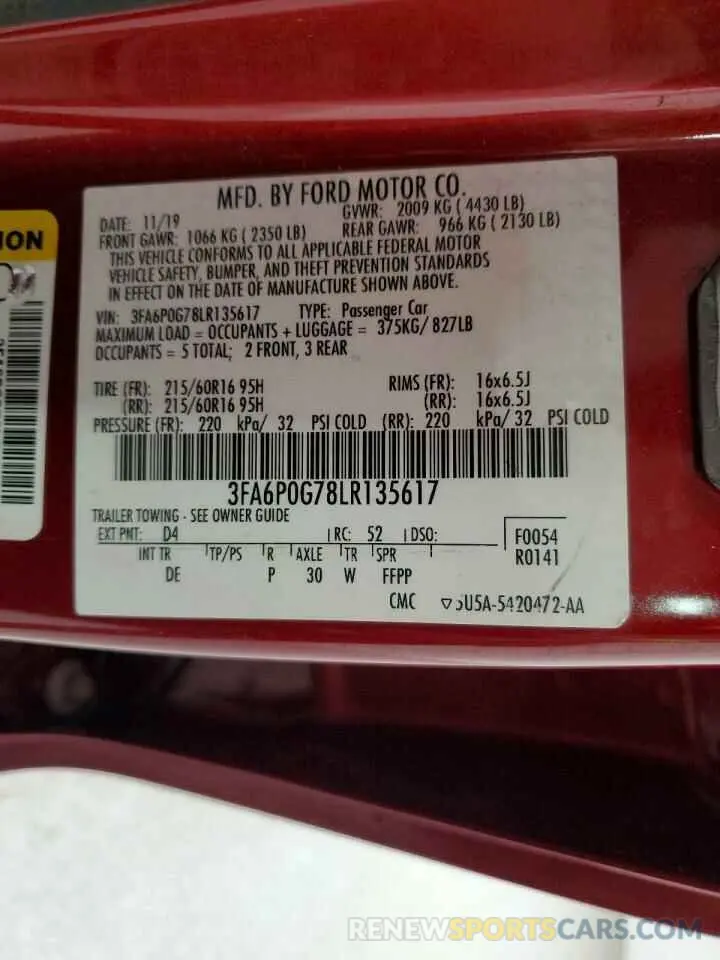 MFD. BY FORD MOTOR CO.
DATE: 11/19 GVWR: 2009 KG ( 4430 LB)
FRONT GAWR: 1066 KG ( 2350 LB) REAR GAWR: 966 KG ( 2130 LB)
THIS VEHICLE CONFORMS TO ALL APPLICABLE FEDERAL MOTOR
VEHICLE SAFETY, BUMPER, AND THEFT PREVENTION STANDARDS
IN EFFECT ON THE DATE OF MANUFACTURE SHOWN ABOVE.
VIN: 3FA6P0G78LR135617 TYPE: Passenger Car
MAXIMUM LOAD = OCCUPANTS + LUGGAGE = 375KG/ 827LB
OCCUPANTS = 5 TOTAL; 2 FRONT, 3 REAR
TIRE (FR): 215/60R16 95H RIMS (FR): 16x6.5J
(RR): 215/60R16 95H (RR): 16x6.5J
PRESSURE (FR): 220 kPa/ 32 PSI COLD (RR): 220 kPa/ 32 PSI COLD
3FA6P0G78LR135617
TRAILER TOWING - SEE OWNER GUIDE
EXT PNT: D4 RC: 52 DSO: F0054
INT TR TP/PS R AXLE TR SPR R0141
DE P 30 W FFPP
CMC 5U5A-5420472-AA
RENEWSPORTSCARS.COM